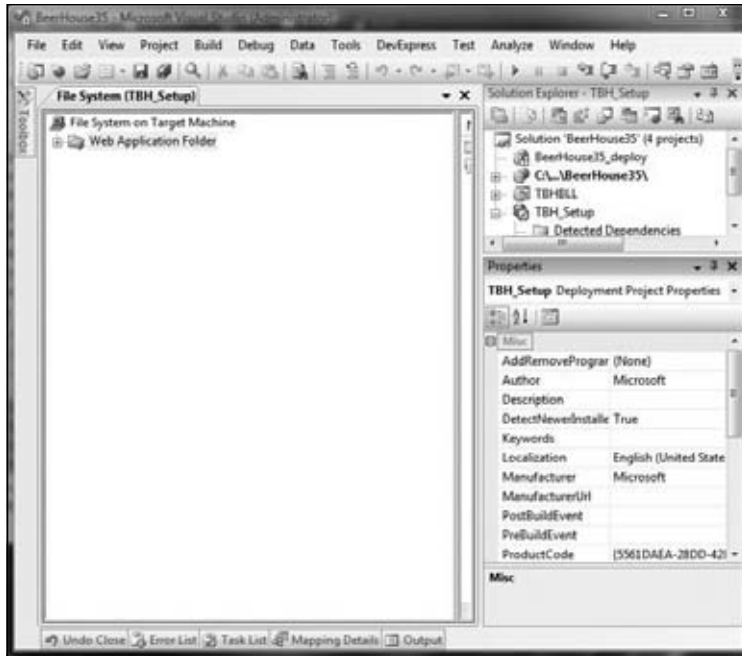 BeerHouse35 - Microsoft Visual Studio (Administrator)
File Edit View Project Build Debug Data Tools DevExpress Test Analyze Window Help
Toolbox
File System (TBH_Setup)
File System on Target Machine
Web Application Folder
Solution Explorer - TBH_Setup
Solution 'BeerHouse35' (4 projects)
BeerHouse35_deploy
C:\...\BeerHouse35\
TBHBLL
TBH_Setup
Detected Dependencies
Properties
TBH_Setup Deployment Project Properties
Misc
AddRemovePrograr (None)
Author Microsoft
Description
DetectNewerInstalle True
Keywords
Localization English (United State
Manufacturer Microsoft
ManufacturerUrl
PostBuildEvent
PreBuildEvent
ProductCode {5561DAEA-28DD-42
Misc
Undo Close Error List Task List Mapping Details Output